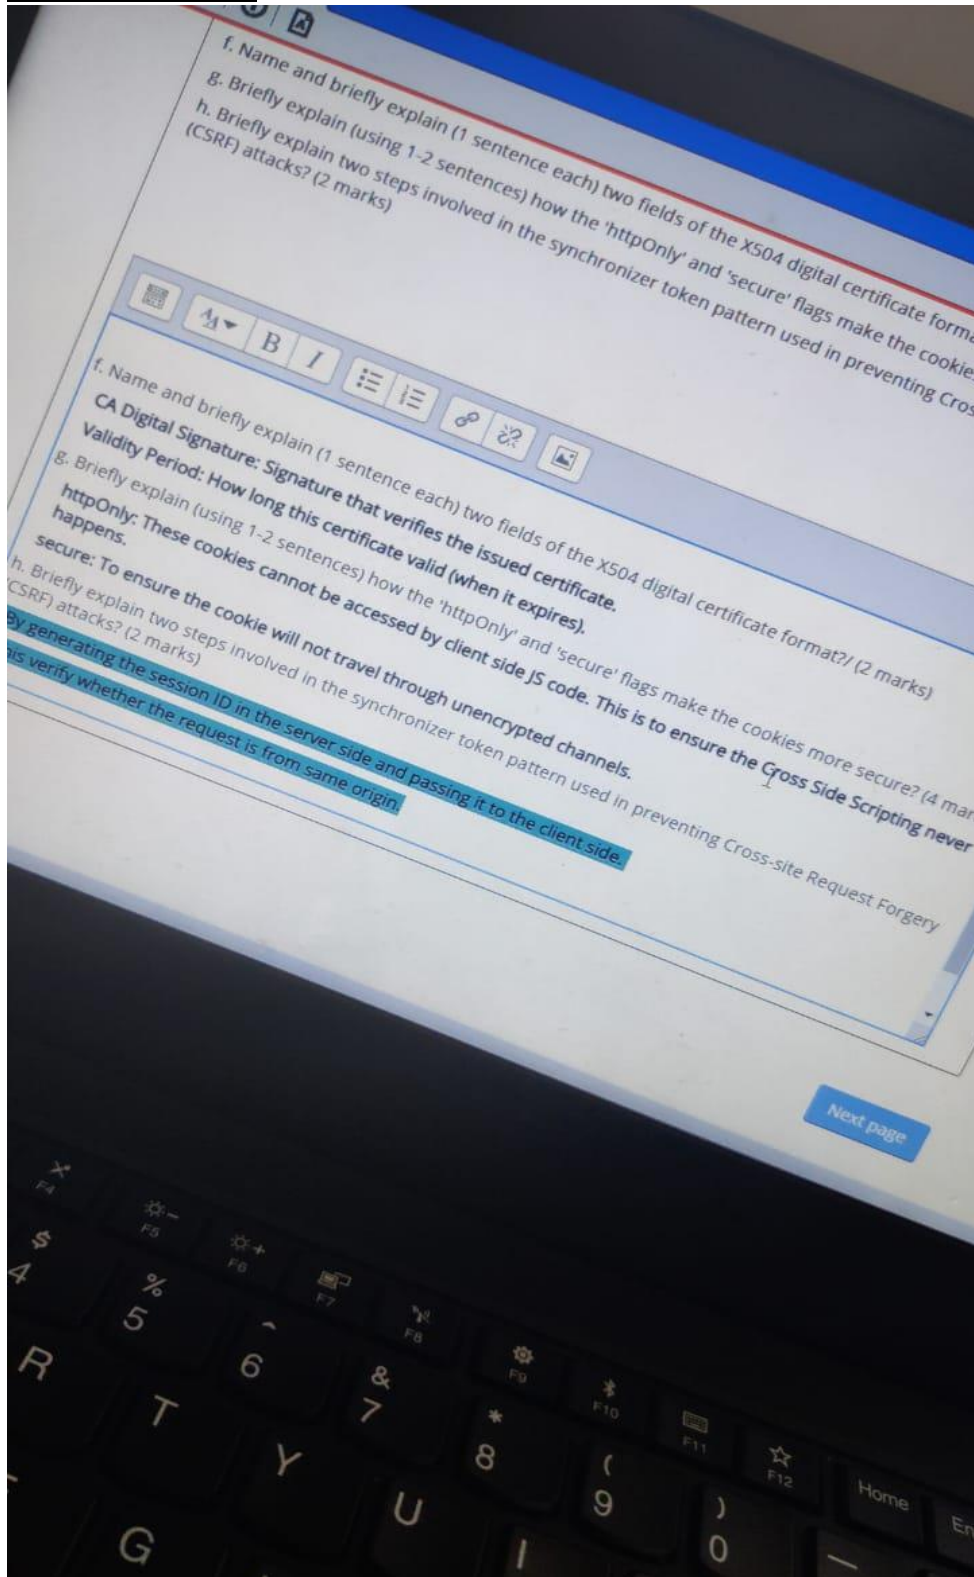 f. Name and briefly explain (1 sentence each) two fields of the X504 digital certificate
g. Briefly explain (using 1-2 sentences) how the 'httpOnly' and 'secure' flags make the cookie
h. Briefly explain two steps involved in the synchronizer token pattern used in preventing
(CSRF) attacks? (2 marks)
B I
f. Name and briefly explain (1 sentence each) two fields of the X504 digital certificate format?/ (2 marks)
CA Digital Signature: Signature that verifies the issued certificate.
Validity Period: How long this certificate valid (when it expires).
g. Briefly explain (using 1-2 sentences) how the 'httpOnly' and 'secure' flags make the cookies more secure? (4
httpOnly: These cookies cannot be accessed by client side JS code. This is to ensure the Cross Side Scripting never
happens.
secure: To ensure the cookie will not travel through unencrypted channels.
h. Briefly explain two steps involved in the synchronizer token pattern used in preventing Cross-site Request Forgery
(CSRF) attacks? (2 marks)
By generating the session ID in the server side and passing it to the client side.
verify whether the request is from same origin.
Next page
F4
F5
F6
F7
F8
F9
F10
F11
F12
Home
$ 4
% 5
^ 6
& 7
* 8
( 9
) 0
R
T
Y
U
I
G